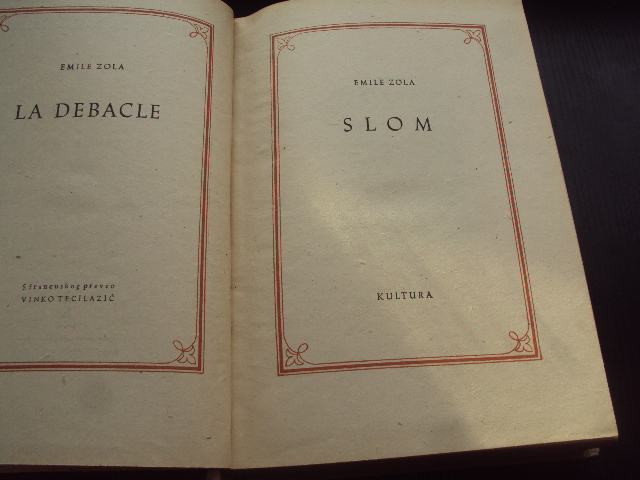 EMILE ZOLA
LA DEBACLE
S francuskog preveo
VINKO TECILAZIĆ
EMILE ZOLA
SLOM
KULTURA